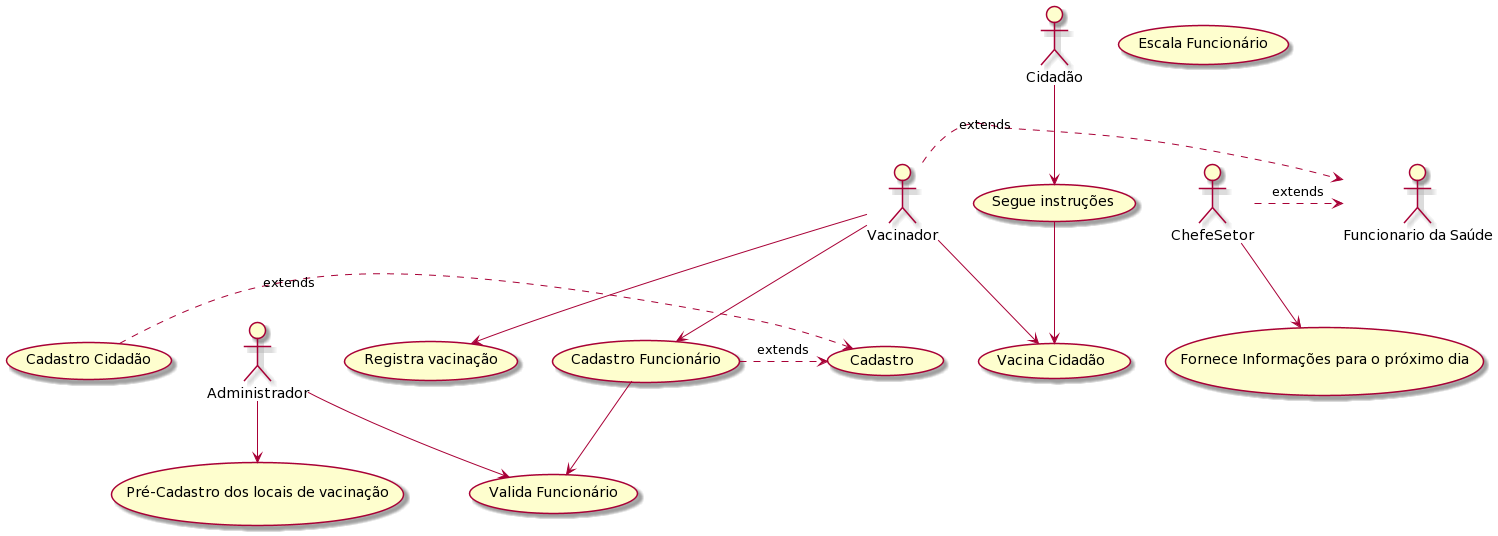 Escala Funcionário
Cidadão
extends
extends
Segue instruções
Vacinador
ChefeSetor
Funcionario da Saúde
extends
extends
Cadastro Cidadão
Registra vacinação
Cadastro Funcionário
Cadastro
Vacina Cidadão
Fornece Informações para o próximo dia
Administrador
Pré-Cadastro dos locais de vacinação
Valida Funcionário